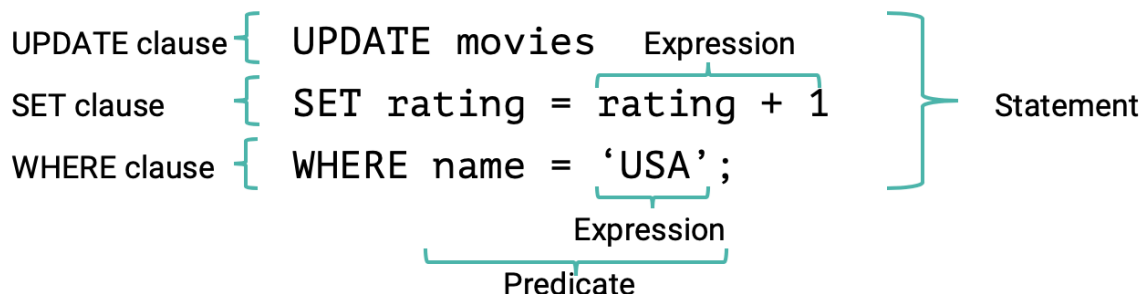 UPDATE clause UPDATE movies Expression
SET clause SET rating = rating + 1 Statement
WHERE clause WHERE name = ‘USA’;
Expression
Predicate